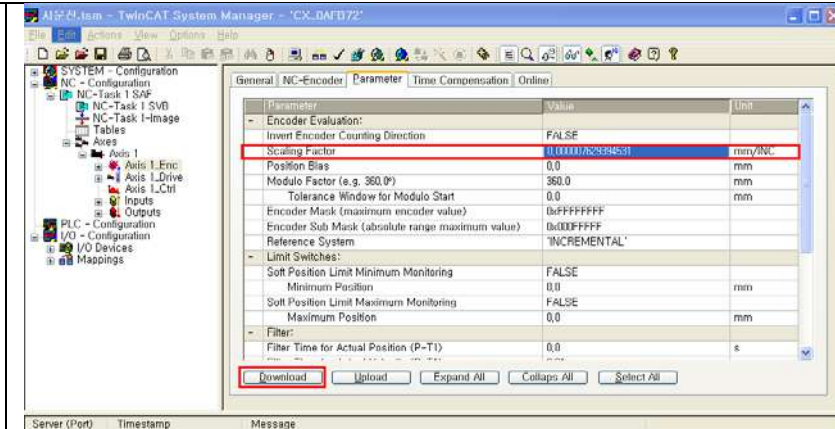 시운전.tsm - TwinCAT System Manager - 'CX_0AFB72'
File Edit Actions View Options Help
SYSTEM - Configuration
NC - Configuration
NC-Task 1 SAF
NC-Task 1 SVB
NC-Task 1-Image
Tables
Axes
Axis 1
Axis 1_Enc
Axis 1_Drive
Axis 1_Ctrl
Inputs
Outputs
PLC - Configuration
I/O - Configuration
I/O Devices
Mappings
General NC-Encoder Parameter Time Compensation Online
Parameter Value Unit
- Encoder Evaluation:
Invert Encoder Counting Direction FALSE
Scaling Factor 0.000007629394531 mm/INC
Position Bias 0.0 mm
Modulo Factor (e.g. 360.0°) 360.0 mm
Tolerance Window for Modulo Start 0.0 mm
Encoder Mask (maximum encoder value) 0xFFFFFFFF
Encoder Sub Mask (absolute range maximum value) 0x000FFFFF
Reference System 'INCREMENTAL'
- Limit Switches:
Soft Position Limit Minimum Monitoring FALSE
Minimum Position 0.0 mm
Soft Position Limit Maximum Monitoring FALSE
Maximum Position 0.0 mm
- Filter:
Filter Time for Actual Position (P-T1) 0.0 s
Download Upload Expand All Collaps All Select All
Server (Port) Timestamp Message